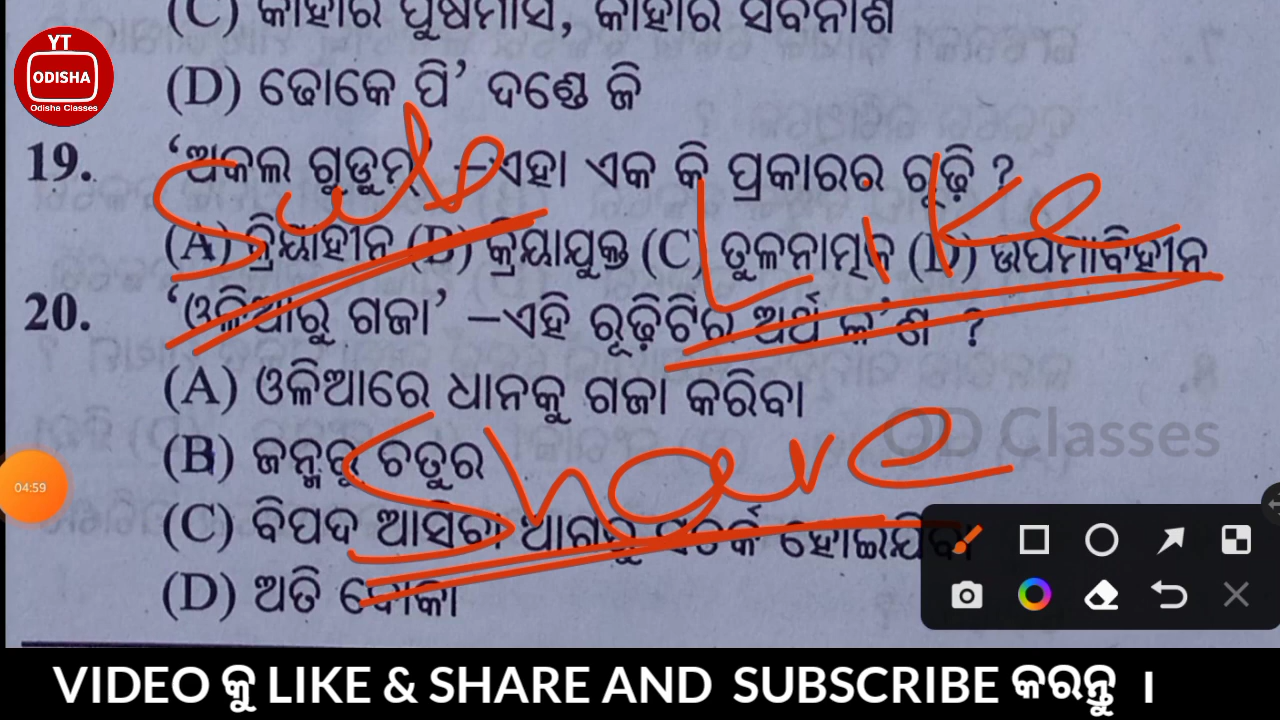 (C) କାହାର ପୁଷମାସ, କାହାର ସର୍ବନାଶ
YT
ODISHA
Odisha Classes
(D) ଢୋକେ ପି’ ଦଣ୍ଡେ ଜି
19. ‘ଅକଲ ଗୁଡୁମ୍’ –ଏହା ଏକ କି ପ୍ରକାରର ରୂଢ଼ି ?
Sub
Like
(A) କ୍ରିୟାହୀନ (B) କ୍ରିୟାଯୁକ୍ତ (C) ତୁଳନାତ୍ମକ (D) ଉପମାବିହୀନ
20. ‘ଓଳିଆରୁ ଗଜା’ –ଏହି ରୂଢ଼ିଟିର ଅର୍ଥ କ’ଣ ?
(A) ଓଳିଆରେ ଧାନକୁ ଗଜା କରିବା
(B) ଜନ୍ମରୁ ଚତୁର
OD Classes
Share
04:59
(C) ବିପଦ ଆସିବା ଆଗରୁ ସତର୍କ ହୋଇଯିବା
(D) ଅତି ବୋକା
VIDEO କୁ LIKE & SHARE AND SUBSCRIBE କରନ୍ତୁ ।